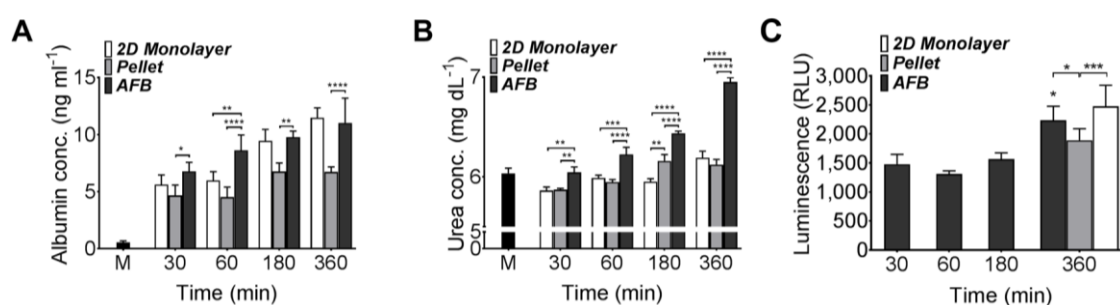 A
2D Monolayer
Pellet
AFB
Albumin conc. (ng ml⁻¹)
15
10
5
0
*
**
****
**
****
M
30
60
180
360
Time (min)
B
2D Monolayer
Pellet
AFB
Urea conc. (mg dL⁻¹)
7
6
5
0
**
**
***
****
****
**
****
****
****
M
30
60
180
360
Time (min)
C
2D Monolayer
Pellet
AFB
Luminescence (RLU)
3,000
2,500
2,000
1,500
1,000
500
0
*
***
*
30
60
180
360
Time (min)